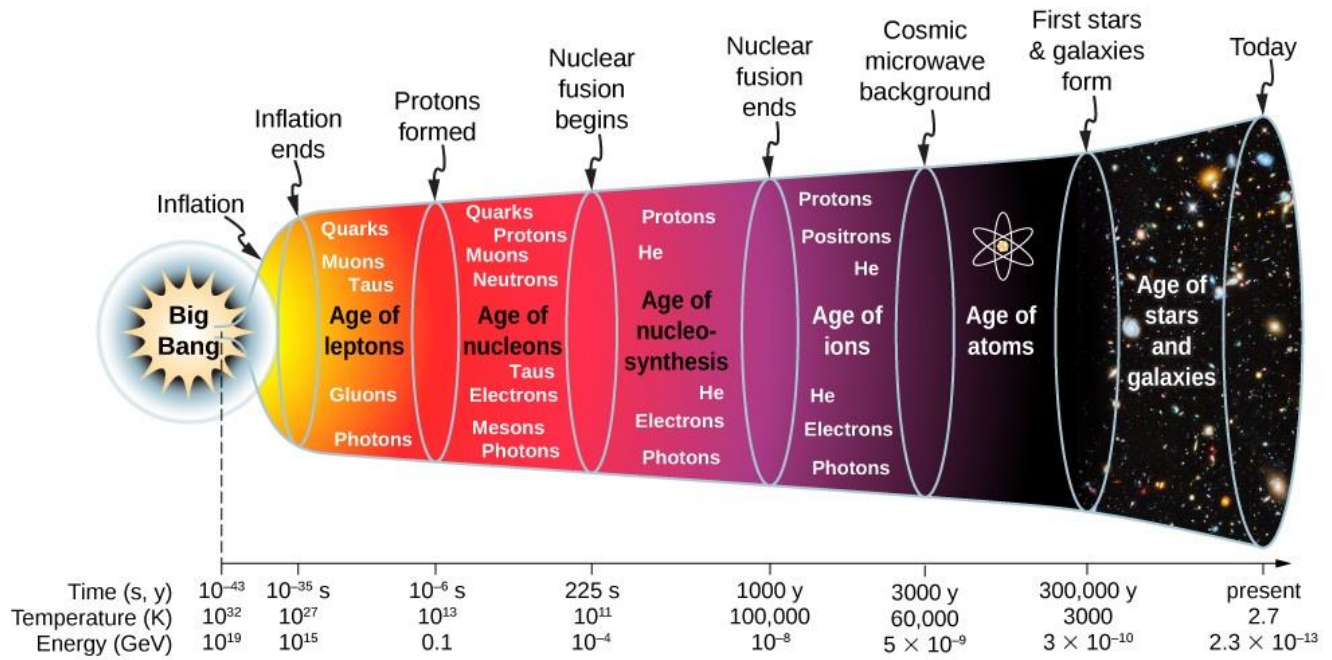 Inflation
Inflation
ends
Protons
formed
Nuclear
fusion
begins
Nuclear
fusion
ends
Cosmic
microwave
background
First stars
& galaxies
form
Today
Big
Bang
Quarks
Muons
Taus
Age of
leptons
Gluons
Photons
Quarks
Protons
Muons
Neutrons
Age of
nucleons
Taus
Electrons
Mesons
Photons
Protons
He
Age of
nucleo-
synthesis
He
Electrons
Photons
Protons
Positrons
He
Age of
ions
He
Electrons
Photons
Age of
atoms
Age of
stars
and
galaxies
Time (s, y) 10⁻⁴³ 10⁻³⁵ s 10⁻⁶ s 225 s 1000 y 3000 y 300,000 y present
Temperature (K) 10³² 10²⁷ 10¹³ 10¹¹ 100,000 60,000 3000 2.7
Energy (GeV) 10¹⁹ 10¹⁵ 0.1 10⁻⁴ 10⁻⁸ 5 × 10⁻⁹ 3 × 10⁻¹⁰ 2.3 × 10⁻¹³